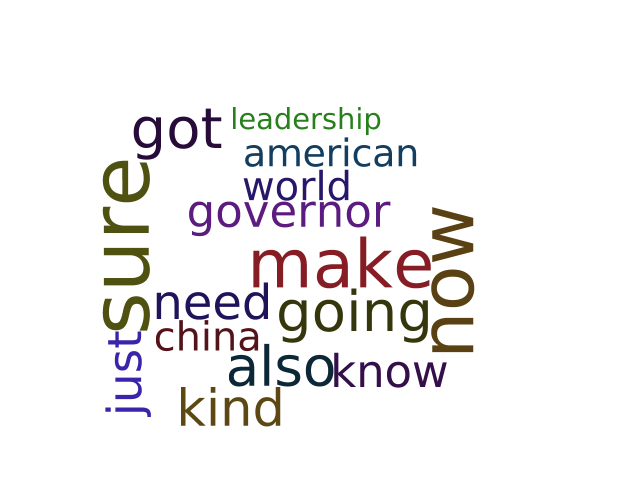 got
leadership
american
world
governor
sure
make
now
need
going
china
just
also
know
kind